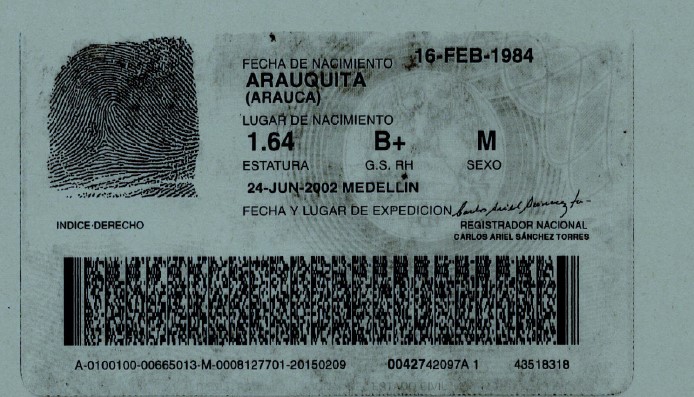 FECHA DE NACIMIENTO 16-FEB-1984
ARAUQUITA
(ARAUCA)
LUGAR DE NACIMIENTO
1.64 B+ M
ESTATURA G.S. RH SEXO
24-JUN-2002 MEDELLIN
FECHA Y LUGAR DE EXPEDICION
REGISTRADOR NACIONAL
CARLOS ARIEL SÁNCHEZ TORRES
INDICE DERECHO
A-0100100-00665013-M-0008127701-20150209 0042742097A 1 43518318